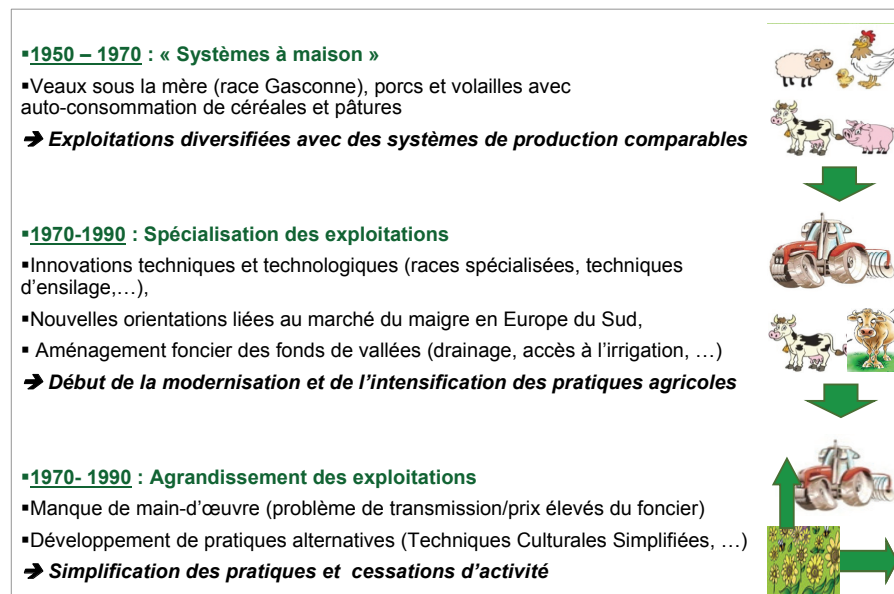 ▪1950 – 1970 : « Systèmes à maison »
▪Veaux sous la mère (race Gasconne), porcs et volailles avec
auto-consommation de céréales et pâtures
➔ Exploitations diversifiées avec des systèmes de production comparables
▪1970-1990 : Spécialisation des exploitations
▪Innovations techniques et technologiques (races spécialisées, techniques
d'ensilage,…),
▪Nouvelles orientations liées au marché du maigre en Europe du Sud,
▪ Aménagement foncier des fonds de vallées (drainage, accès à l'irrigation, …)
➔ Début de la modernisation et de l'intensification des pratiques agricoles
▪1970- 1990 : Agrandissement des exploitations
▪Manque de main-d'œuvre (problème de transmission/prix élevés du foncier)
▪Développement de pratiques alternatives (Techniques Culturales Simplifiées, …)
➔ Simplification des pratiques et  cessations d'activité